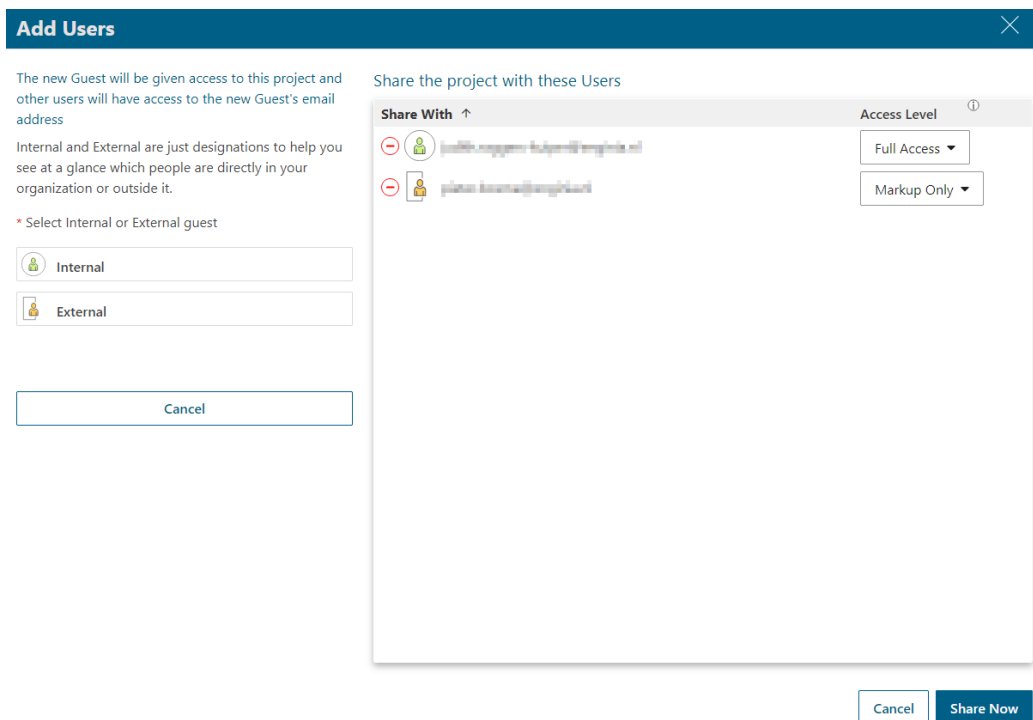 Add Users
The new Guest will be given access to this project and
other users will have access to the new Guest's email
address
Internal and External are just designations to help you
see at a glance which people are directly in your
organization or outside it.
* Select Internal or External guest
Internal
External
Cancel
Share the project with these Users
Share With ↑ Access Level
Full Access
Markup Only
Cancel Share Now